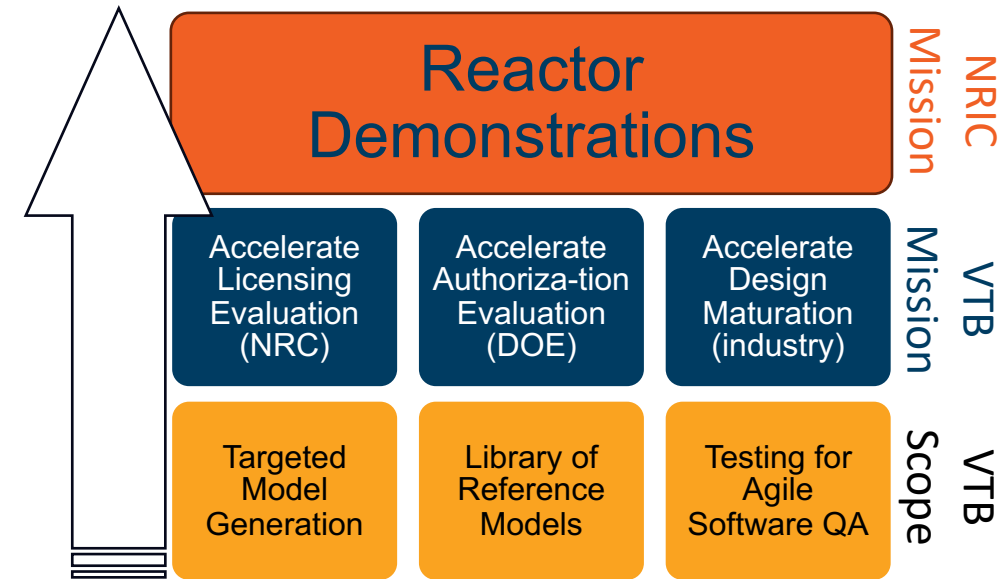 Reactor
Demonstrations
NRIC
Mission
Accelerate
Licensing
Evaluation
(NRC)
Accelerate
Authoriza-tion
Evaluation
(DOE)
Accelerate
Design
Maturation
(industry)
VTB
Mission
Targeted
Model
Generation
Library of
Reference
Models
Testing for
Agile
Software QA
VTB
Scope